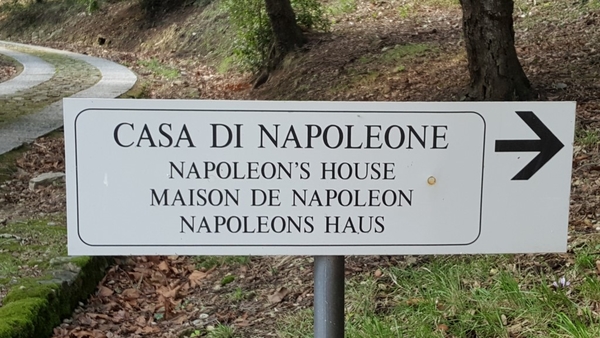 CASA DI NAPOLEONE
NAPOLEON'S HOUSE
MAISON DE NAPOLEON
NAPOLEONS HAUS